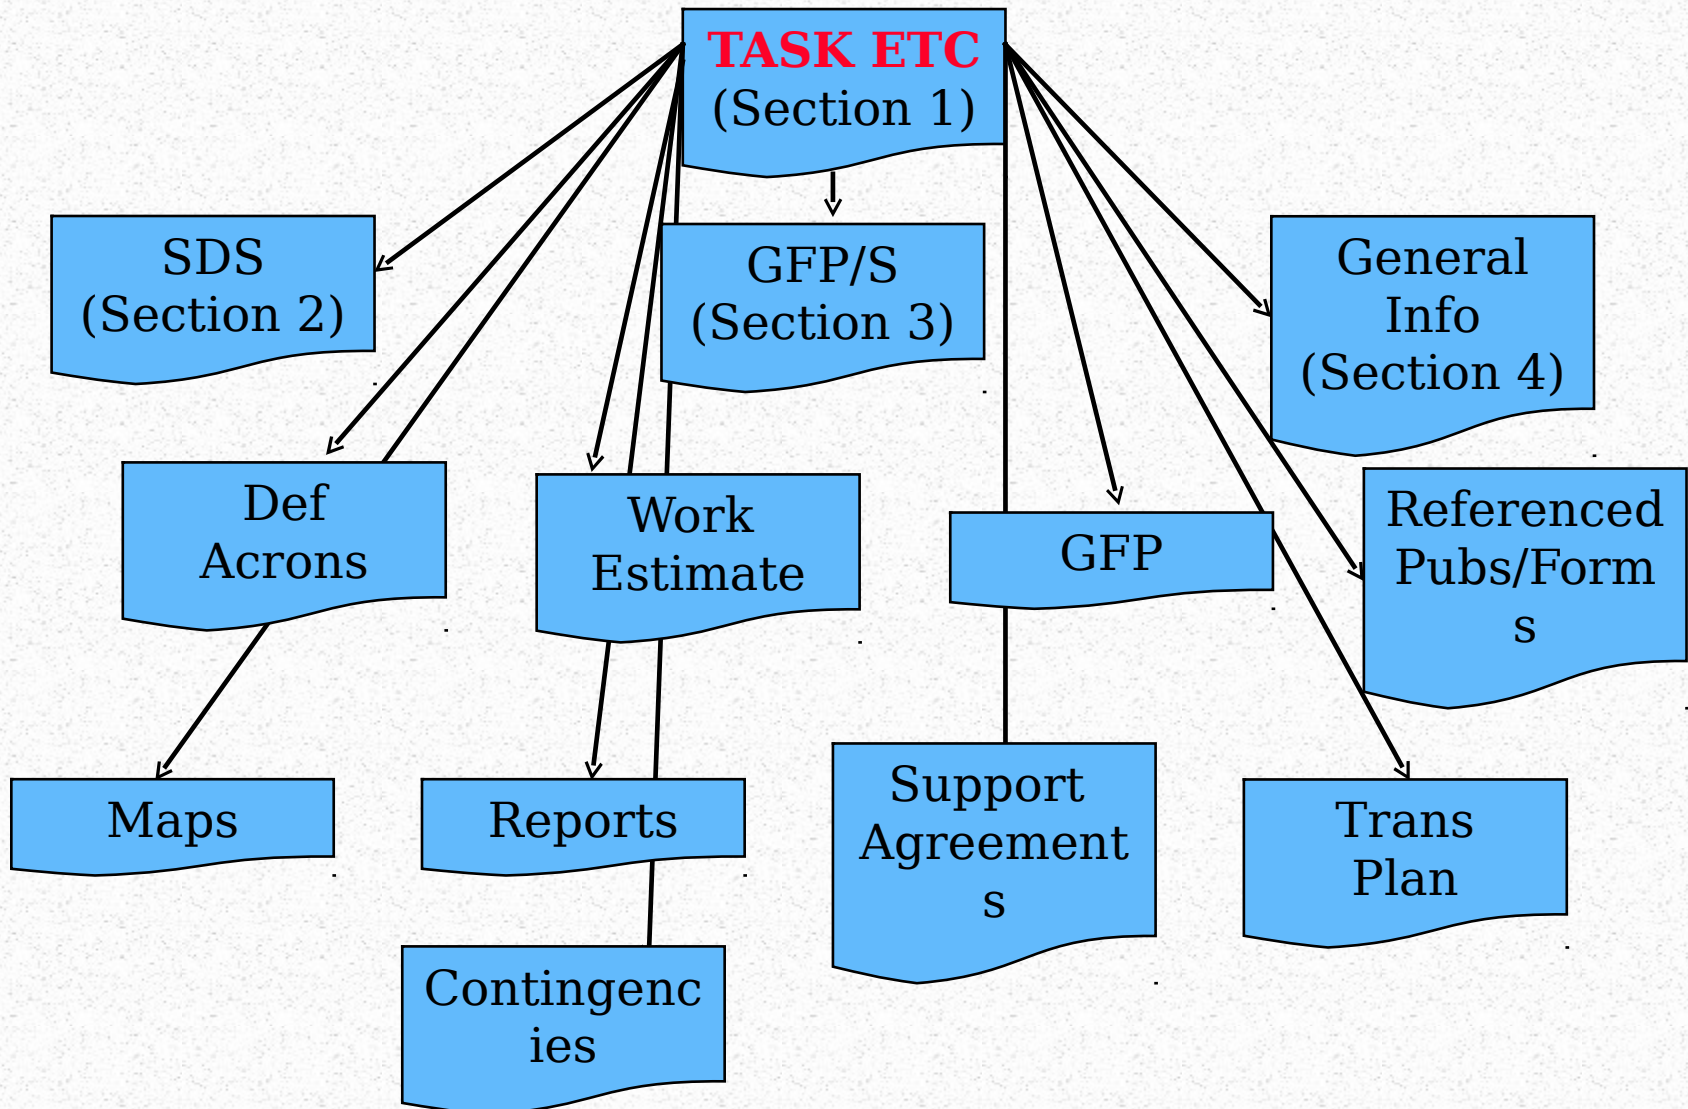 TASK ETC
(Section 1)
SDS
(Section 2)
GFP/S
(Section 3)
General
Info
(Section 4)
Def
Acrons
Work
Estimate
GFP
Referenced
Pubs/Form
s
Maps
Reports
Support
Agreement
s
Trans
Plan
Contingenc
ies